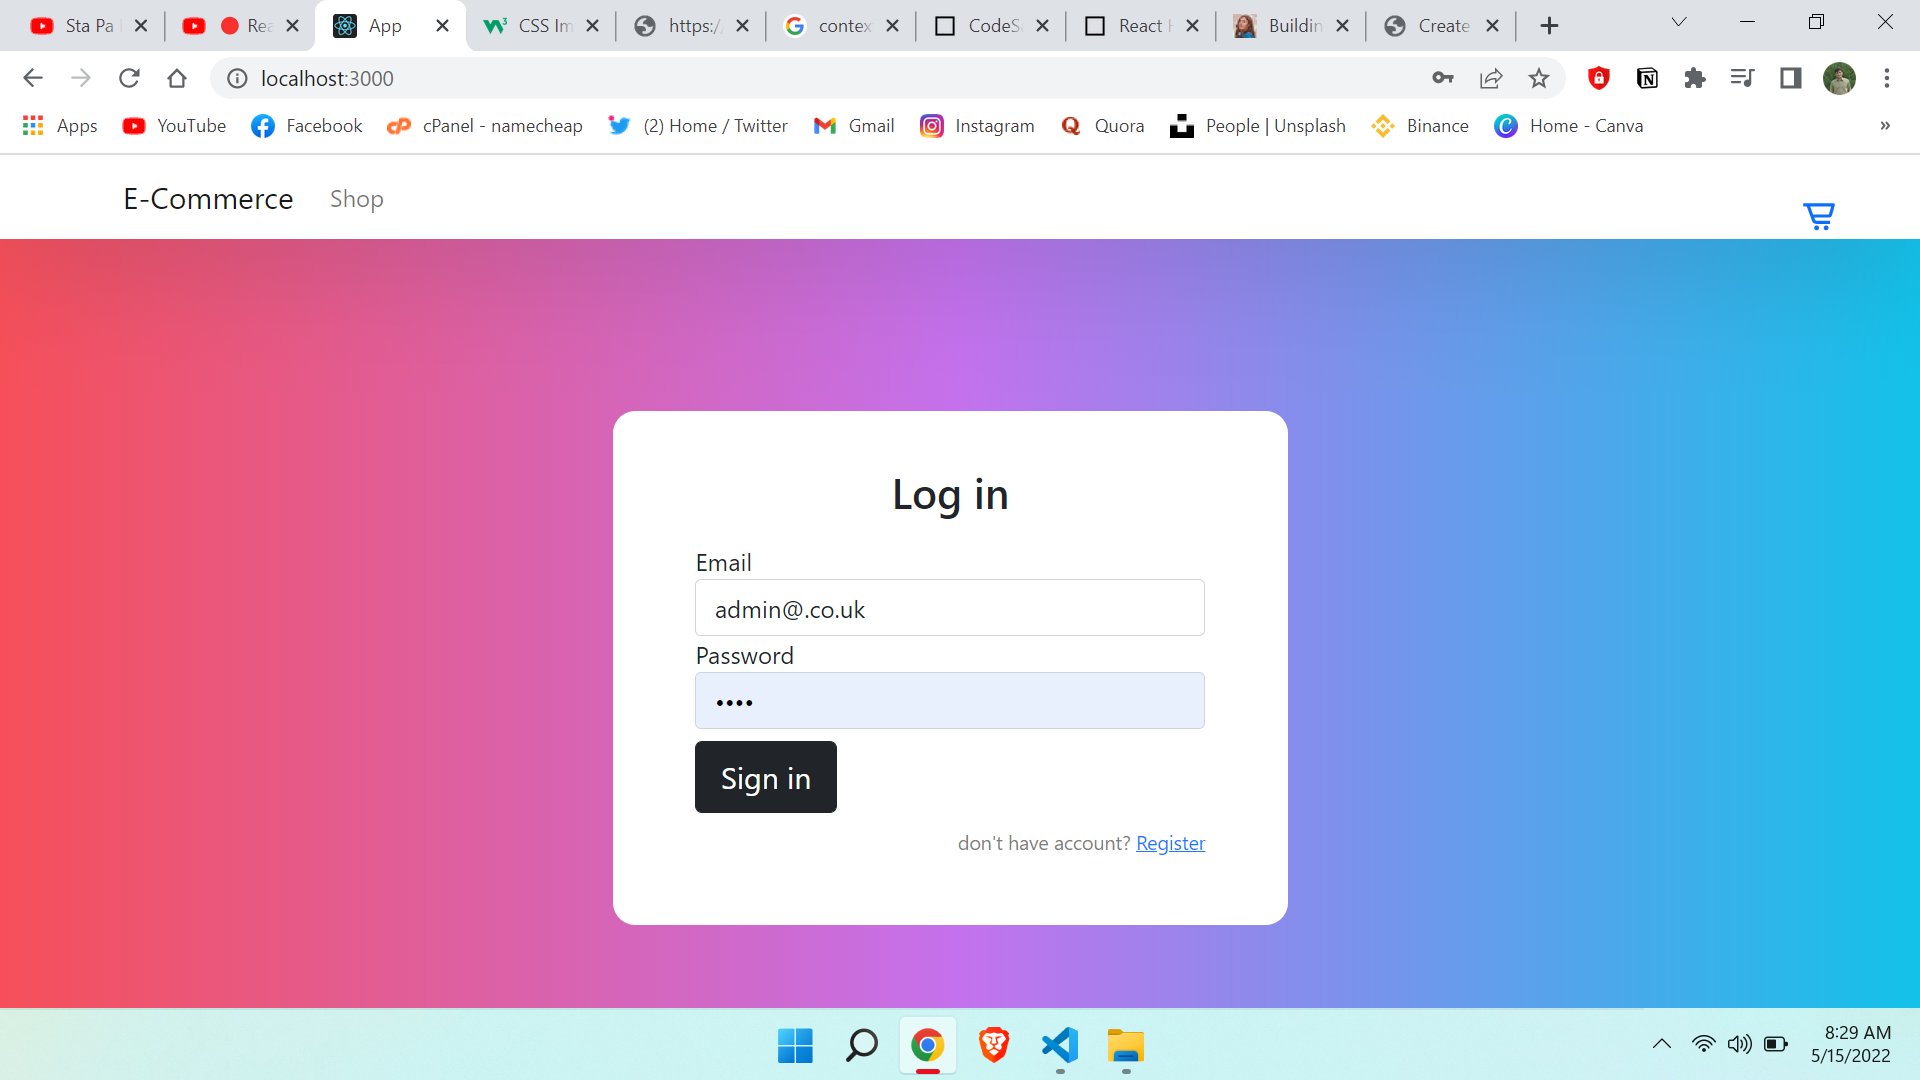 Sta Pa
Rea
App
CSS Im
https:/
contex
CodeS
React
Buildin
Create
localhost:3000
Apps
YouTube
Facebook
cPanel - namecheap
(2) Home / Twitter
Gmail
Instagram
Quora
People | Unsplash
Binance
Home - Canva
»
E-Commerce
Shop
Log in
Email
admin@.co.uk
Password
••••
Sign in
don't have account? Register
8:29 AM
5/15/2022